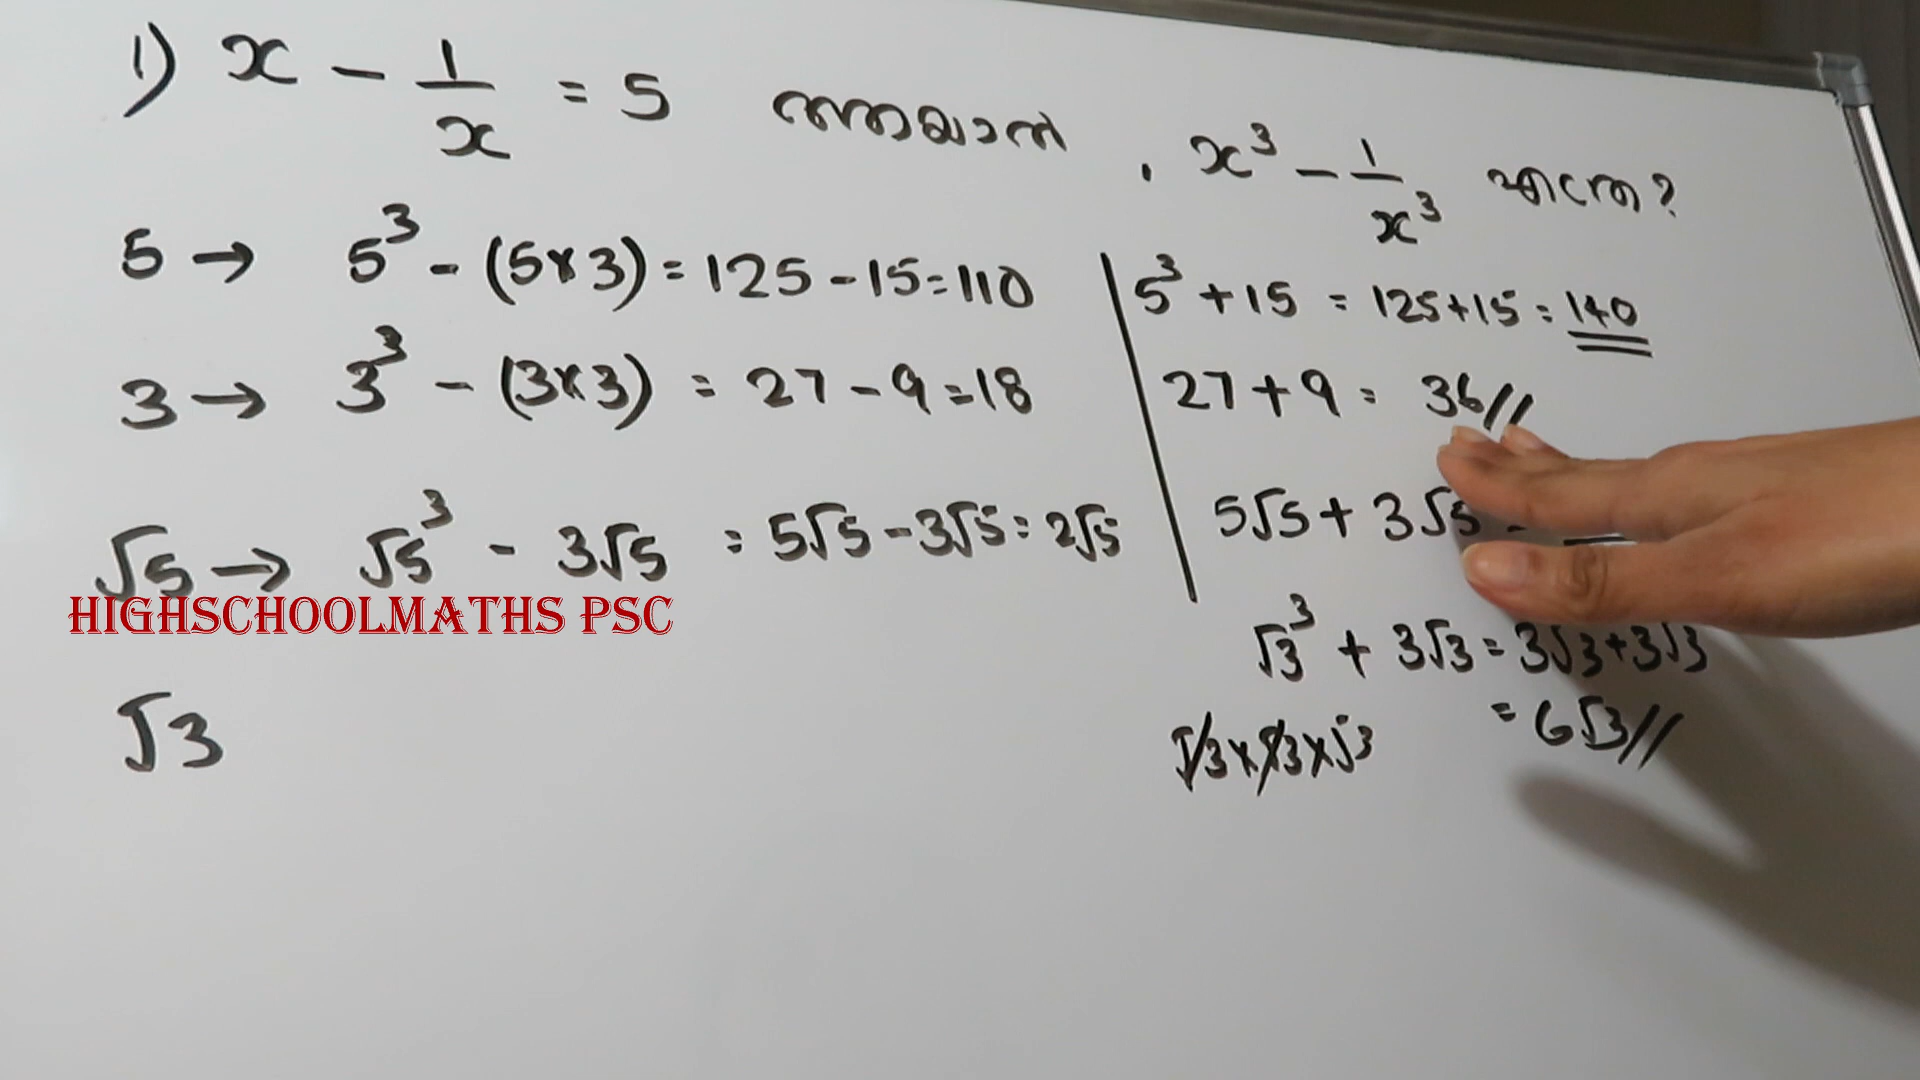 1) x - 1/x = 5 ആയാൽ , x³ - 1/x³ എത്ര?
5 → 5³ - (5×3) = 125 - 15 = 110
3 → 3³ - (3×3) = 27 - 9 = 18
√5 → √5³ - 3√5 = 5√5 - 3√5 = 2√5
HIGHSCHOOLMATHS PSC
√3
5³ + 15 = 125 + 15 = 140
27 + 9 = 36//
5√5 + 3√5 =
√3³ + 3√3 = 3√3 + 3√3
= 6√3//
√3 × √3 × √3